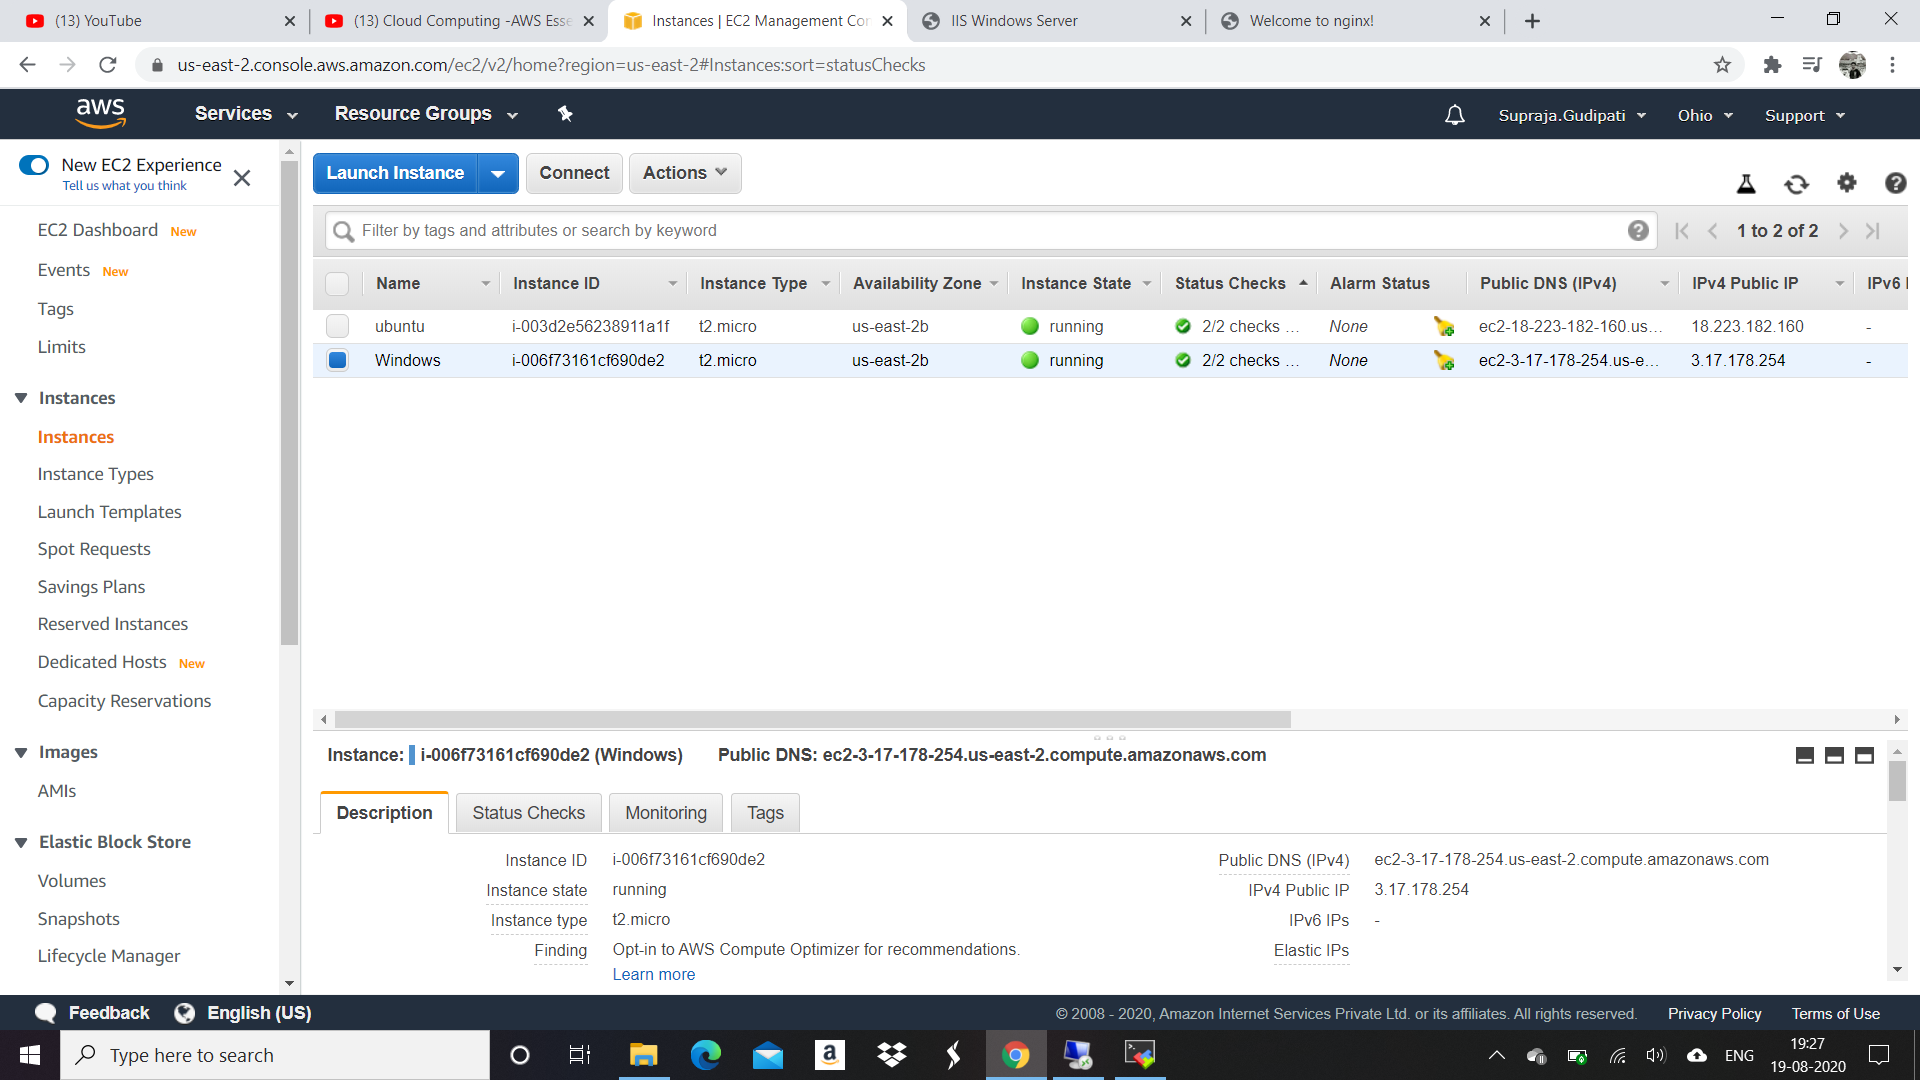 (13) YouTube
(13) Cloud Computing -AWS Esse
Instances | EC2 Management Con
IIS Windows Server
Welcome to nginx!
us-east-2.console.aws.amazon.com/ec2/v2/home?region=us-east-2#Instances:sort=statusChecks
aws
Services
Resource Groups
Supraja.Gudipati
Ohio
Support
New EC2 Experience
Tell us what you think
EC2 Dashboard New
Events New
Tags
Limits
Instances
Instances
Instance Types
Launch Templates
Spot Requests
Savings Plans
Reserved Instances
Dedicated Hosts New
Capacity Reservations
Images
AMIs
Elastic Block Store
Volumes
Snapshots
Lifecycle Manager
Launch Instance
Connect
Actions
Filter by tags and attributes or search by keyword
1 to 2 of 2
Name Instance ID Instance Type Availability Zone Instance State Status Checks Alarm Status Public DNS (IPv4) IPv4 Public IP IPv6 I
ubuntu i-003d2e56238911a1f t2.micro us-east-2b running 2/2 checks ... None ec2-18-223-182-160.us... 18.223.182.160 -
Windows i-006f73161cf690de2 t2.micro us-east-2b running 2/2 checks ... None ec2-3-17-178-254.us-e... 3.17.178.254 -
Instance: i-006f73161cf690de2 (Windows) Public DNS: ec2-3-17-178-254.us-east-2.compute.amazonaws.com
Description
Status Checks
Monitoring
Tags
Instance ID i-006f73161cf690de2
Instance state running
Instance type t2.micro
Finding Opt-in to AWS Compute Optimizer for recommendations.
Learn more
Public DNS (IPv4) ec2-3-17-178-254.us-east-2.compute.amazonaws.com
IPv4 Public IP 3.17.178.254
IPv6 IPs -
Elastic IPs
Feedback
English (US)
© 2008 - 2020, Amazon Internet Services Private Ltd. or its affiliates. All rights reserved.
Privacy Policy
Terms of Use
Type here to search
a
ENG
19:27
19-08-2020